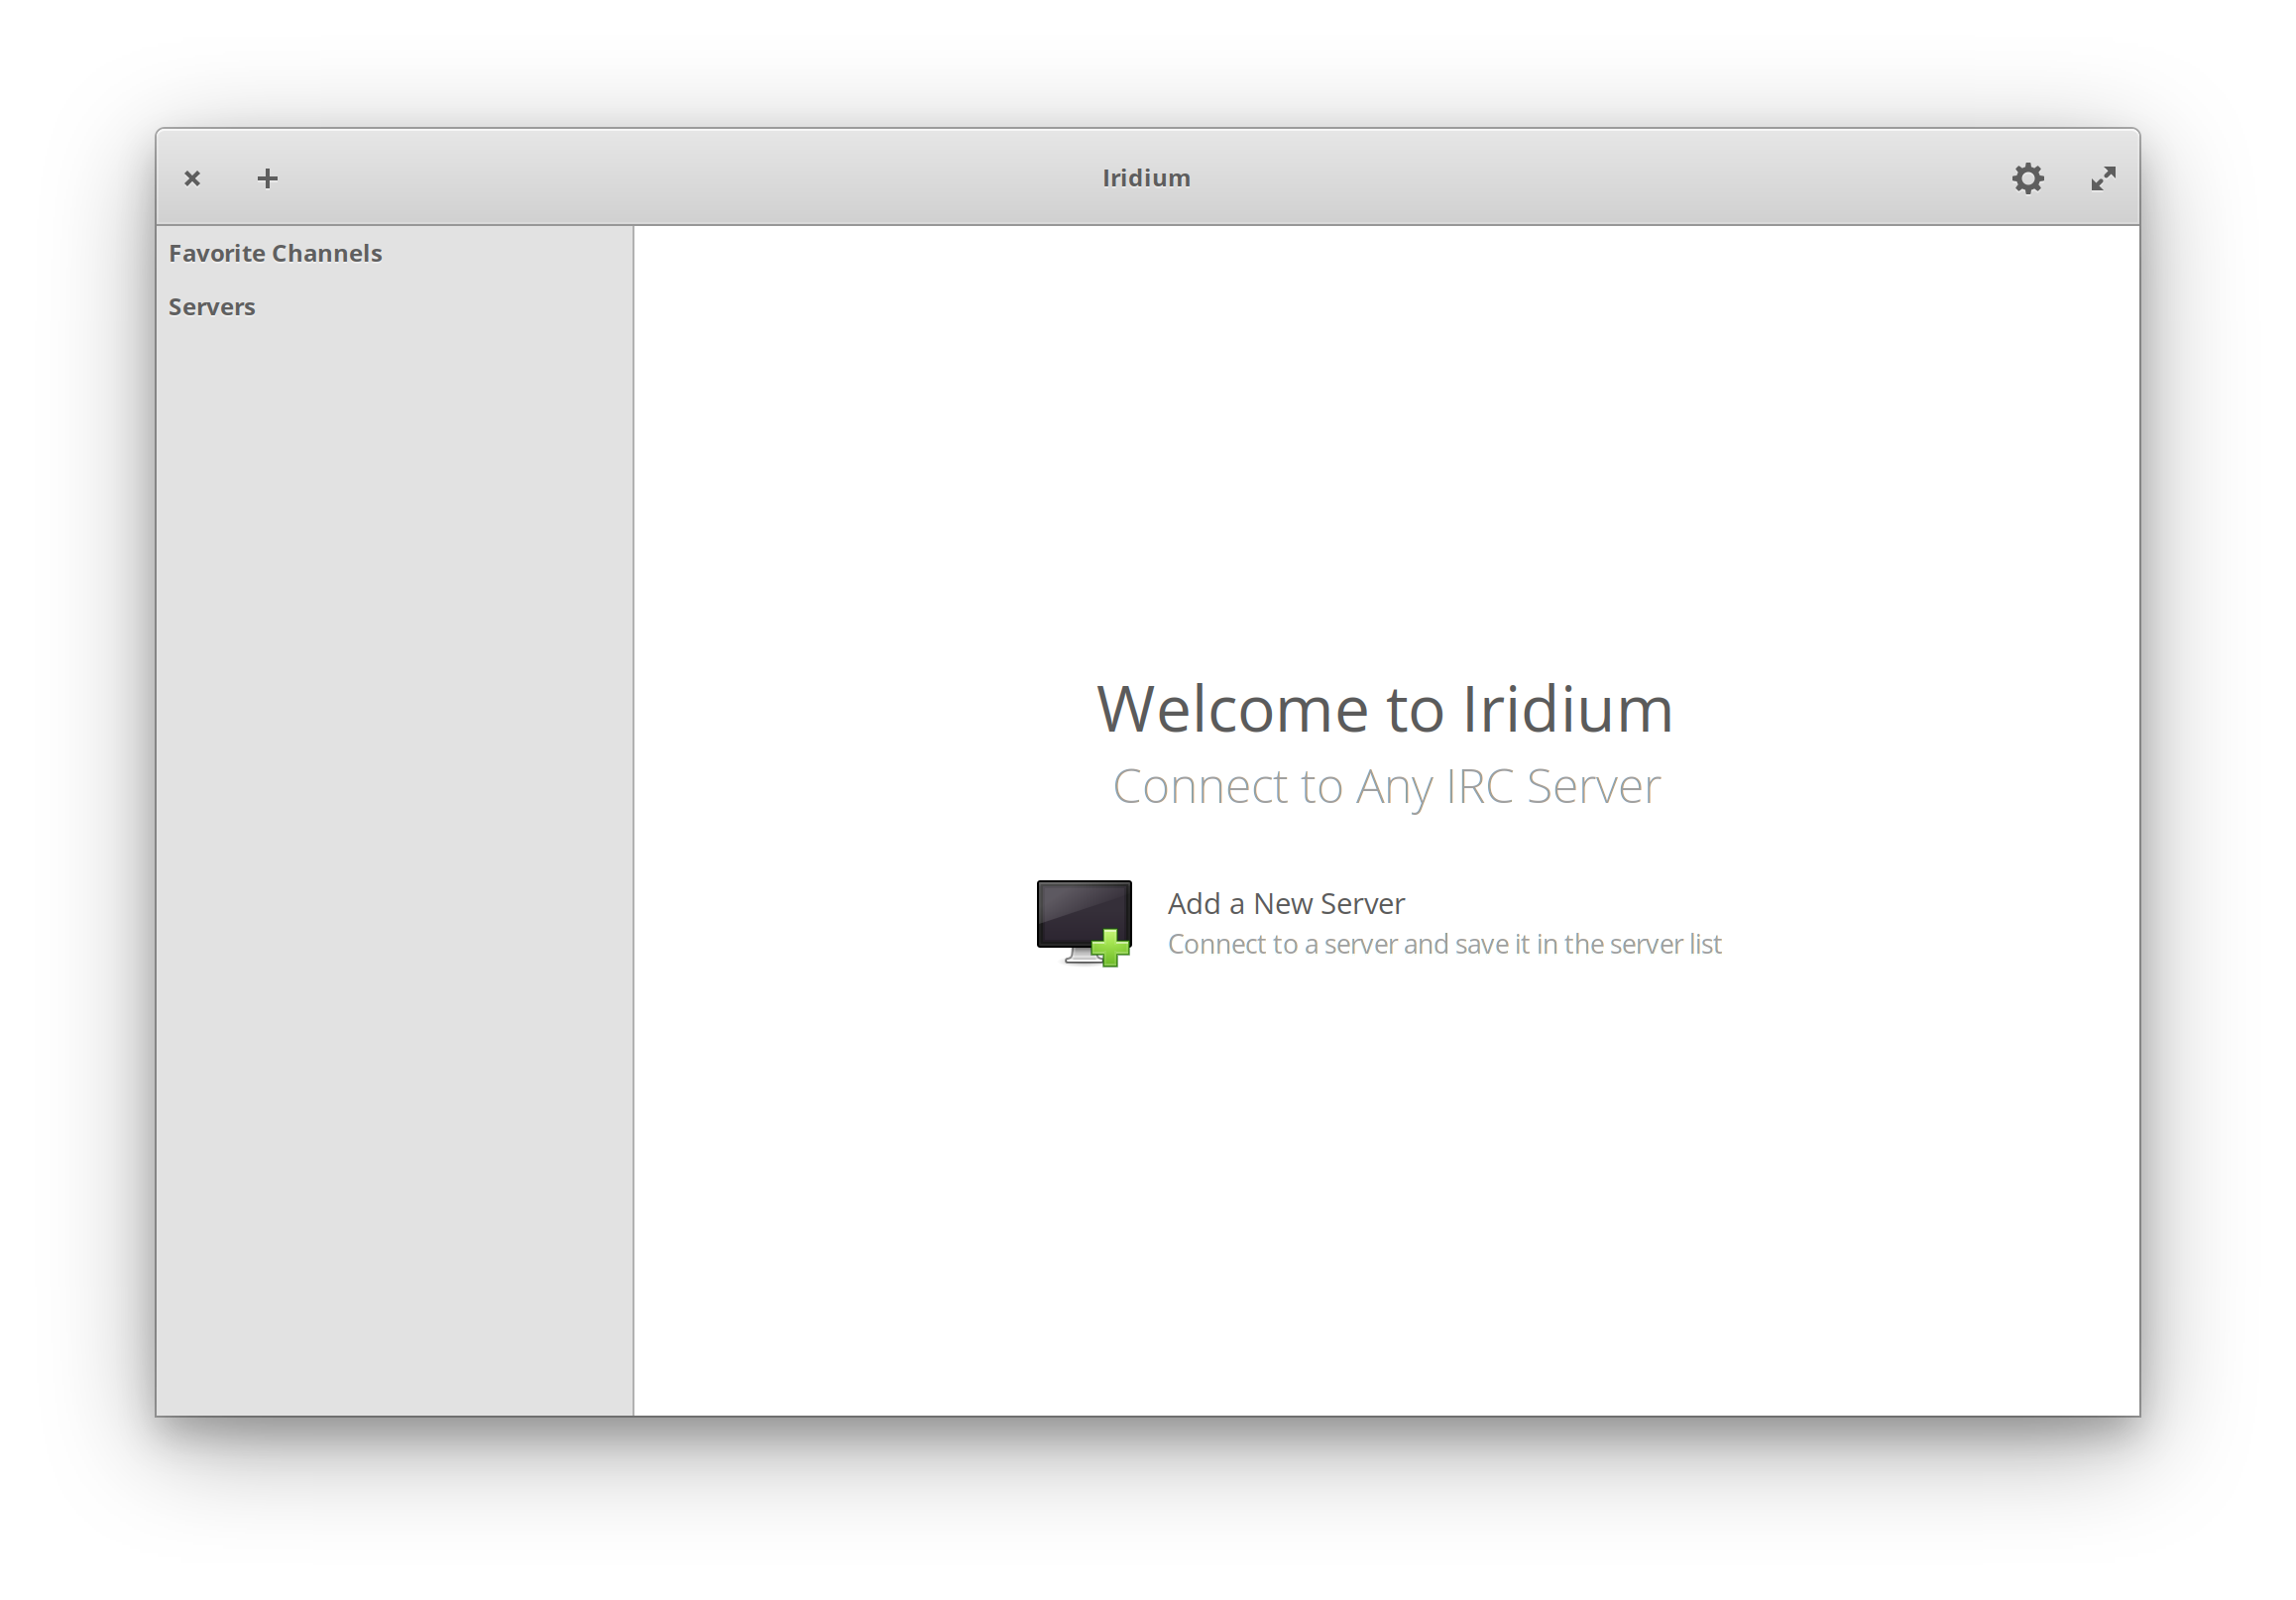 Iridium
Favorite Channels
Servers
Welcome to Iridium
Connect to Any IRC Server
Add a New Server
Connect to a server and save it in the server list